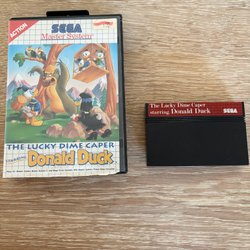 ACTION
SEGA
Master System
THE LUCKY DIME CAPER
STARRING
Donald Duck
The Lucky Dime Caper
starring Donald Duck
SEGA